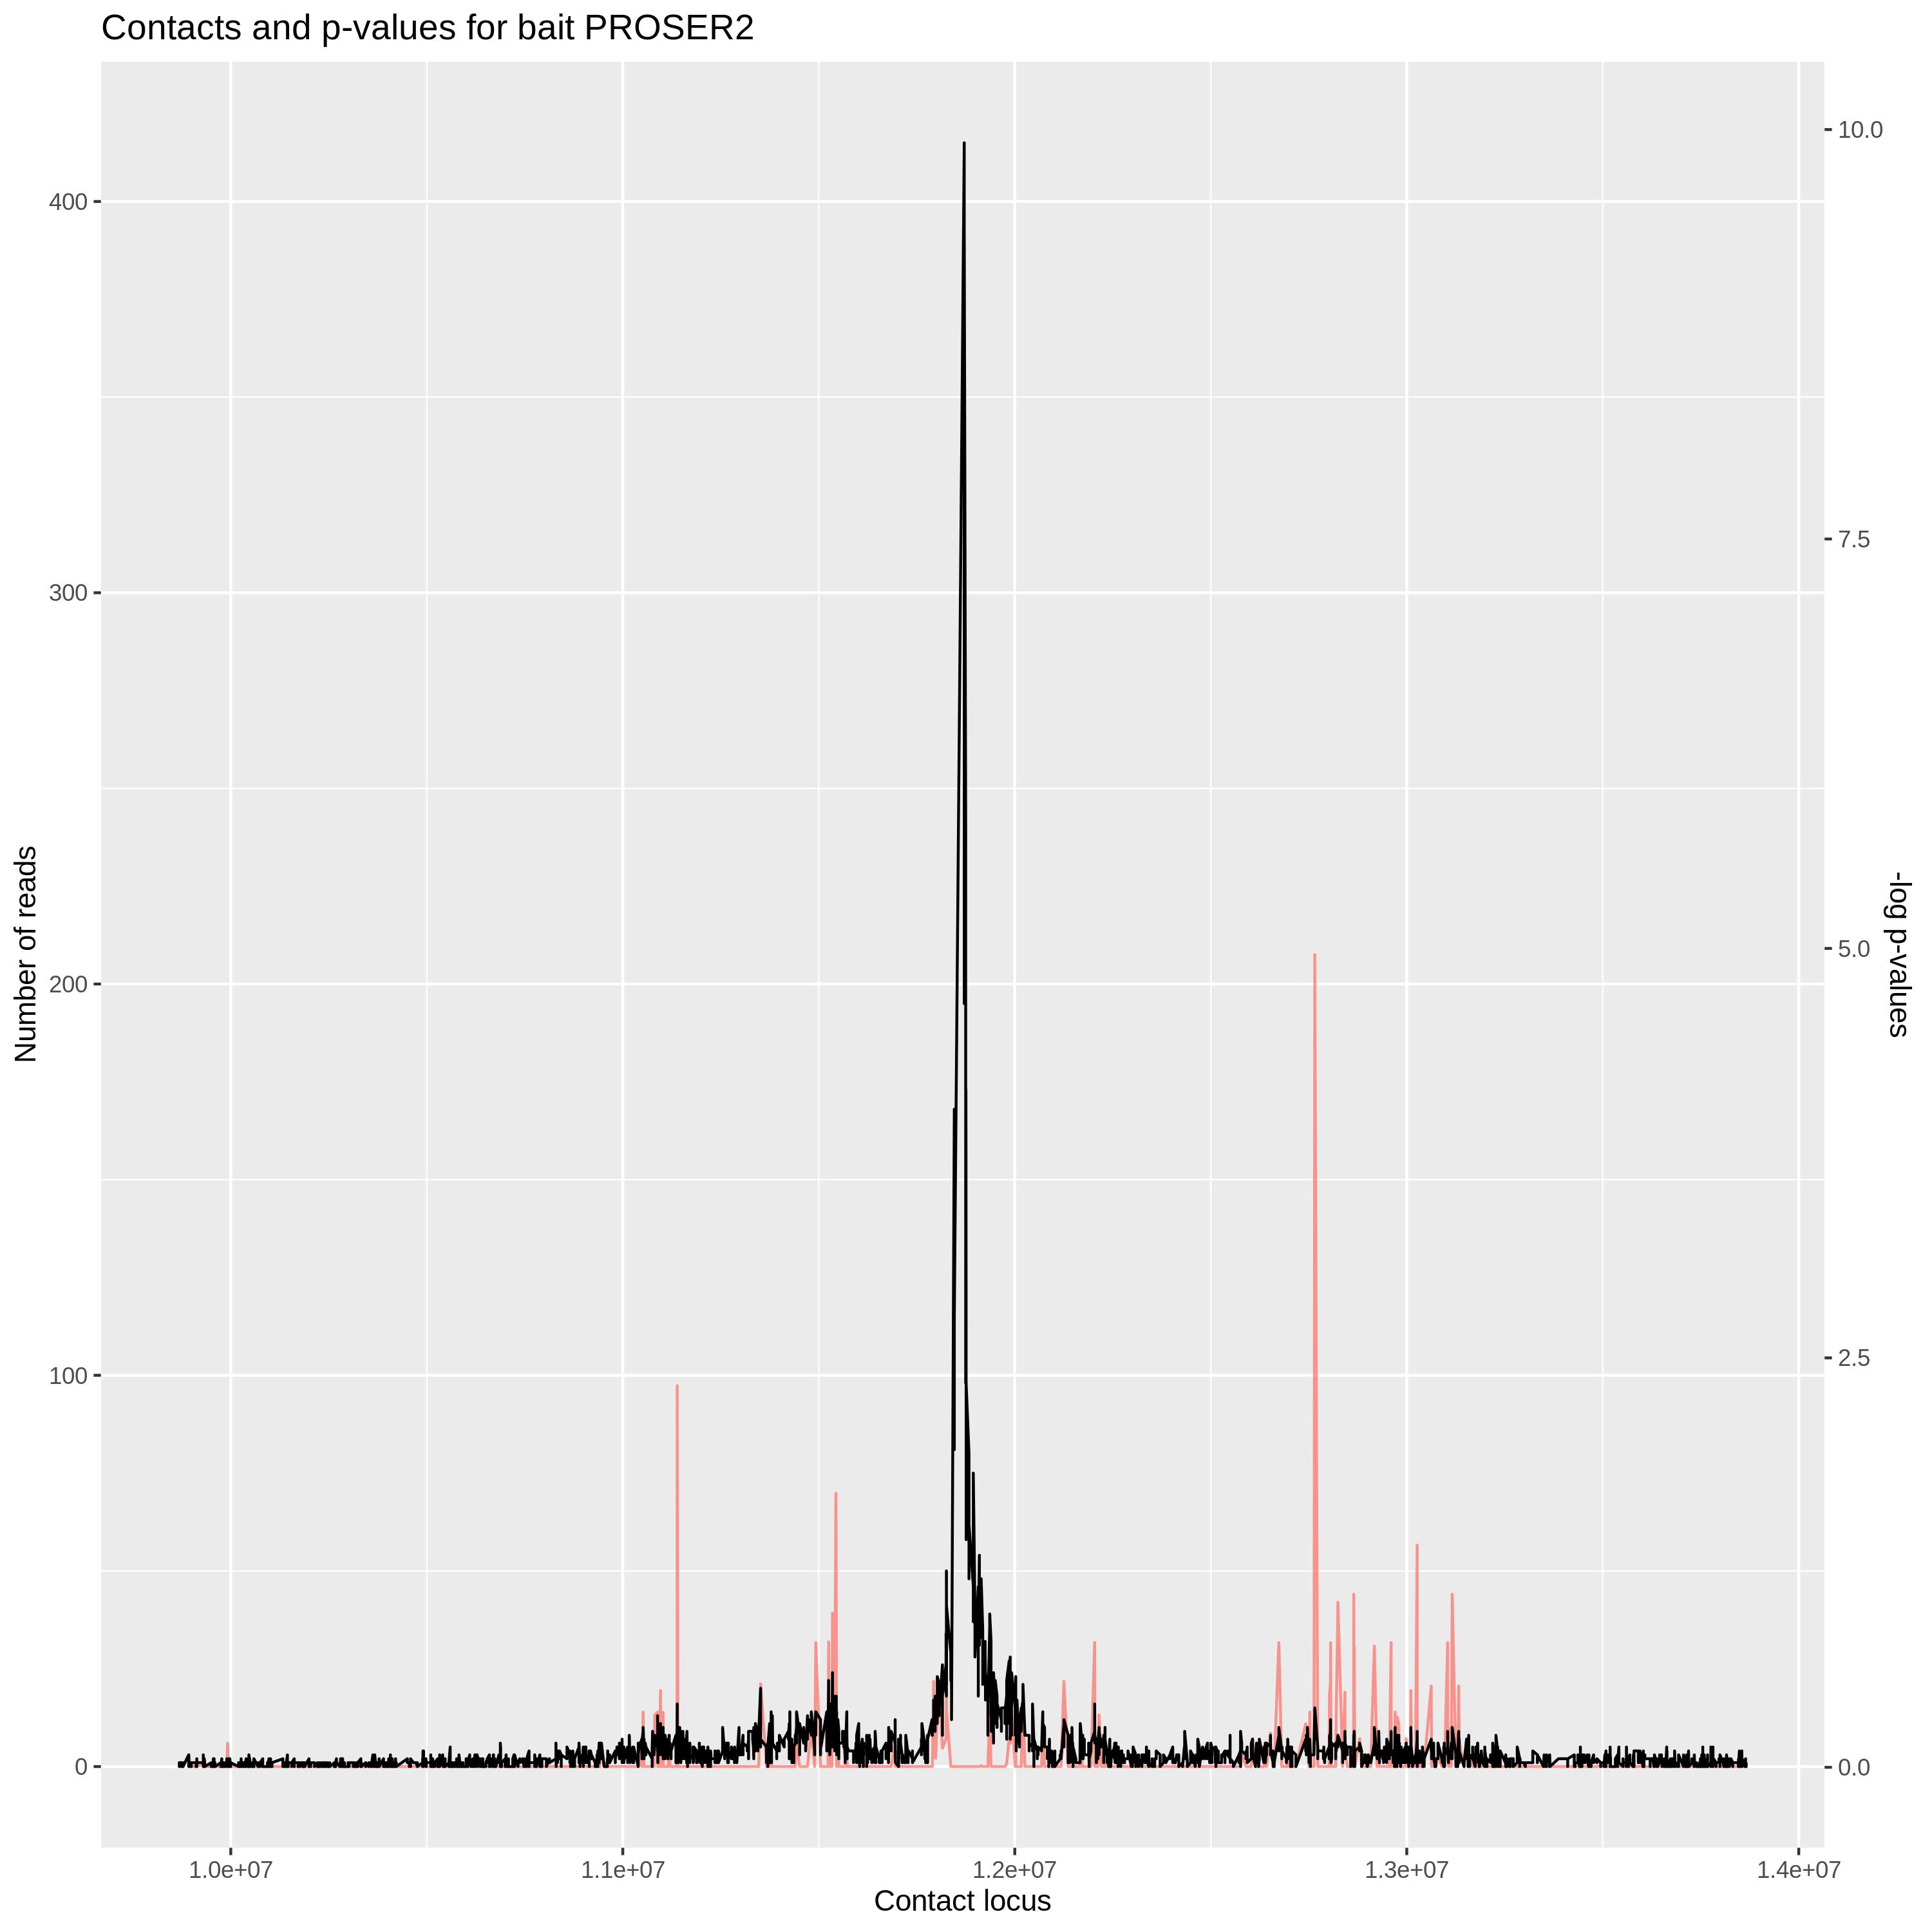 Contacts and p-values for bait PROSER2
Number of reads
400
300
200
100
0
10.0
7.5
5.0
2.5
0.0
-log p-values
1.0e+07
1.1e+07
1.2e+07
1.3e+07
1.4e+07
Contact locus